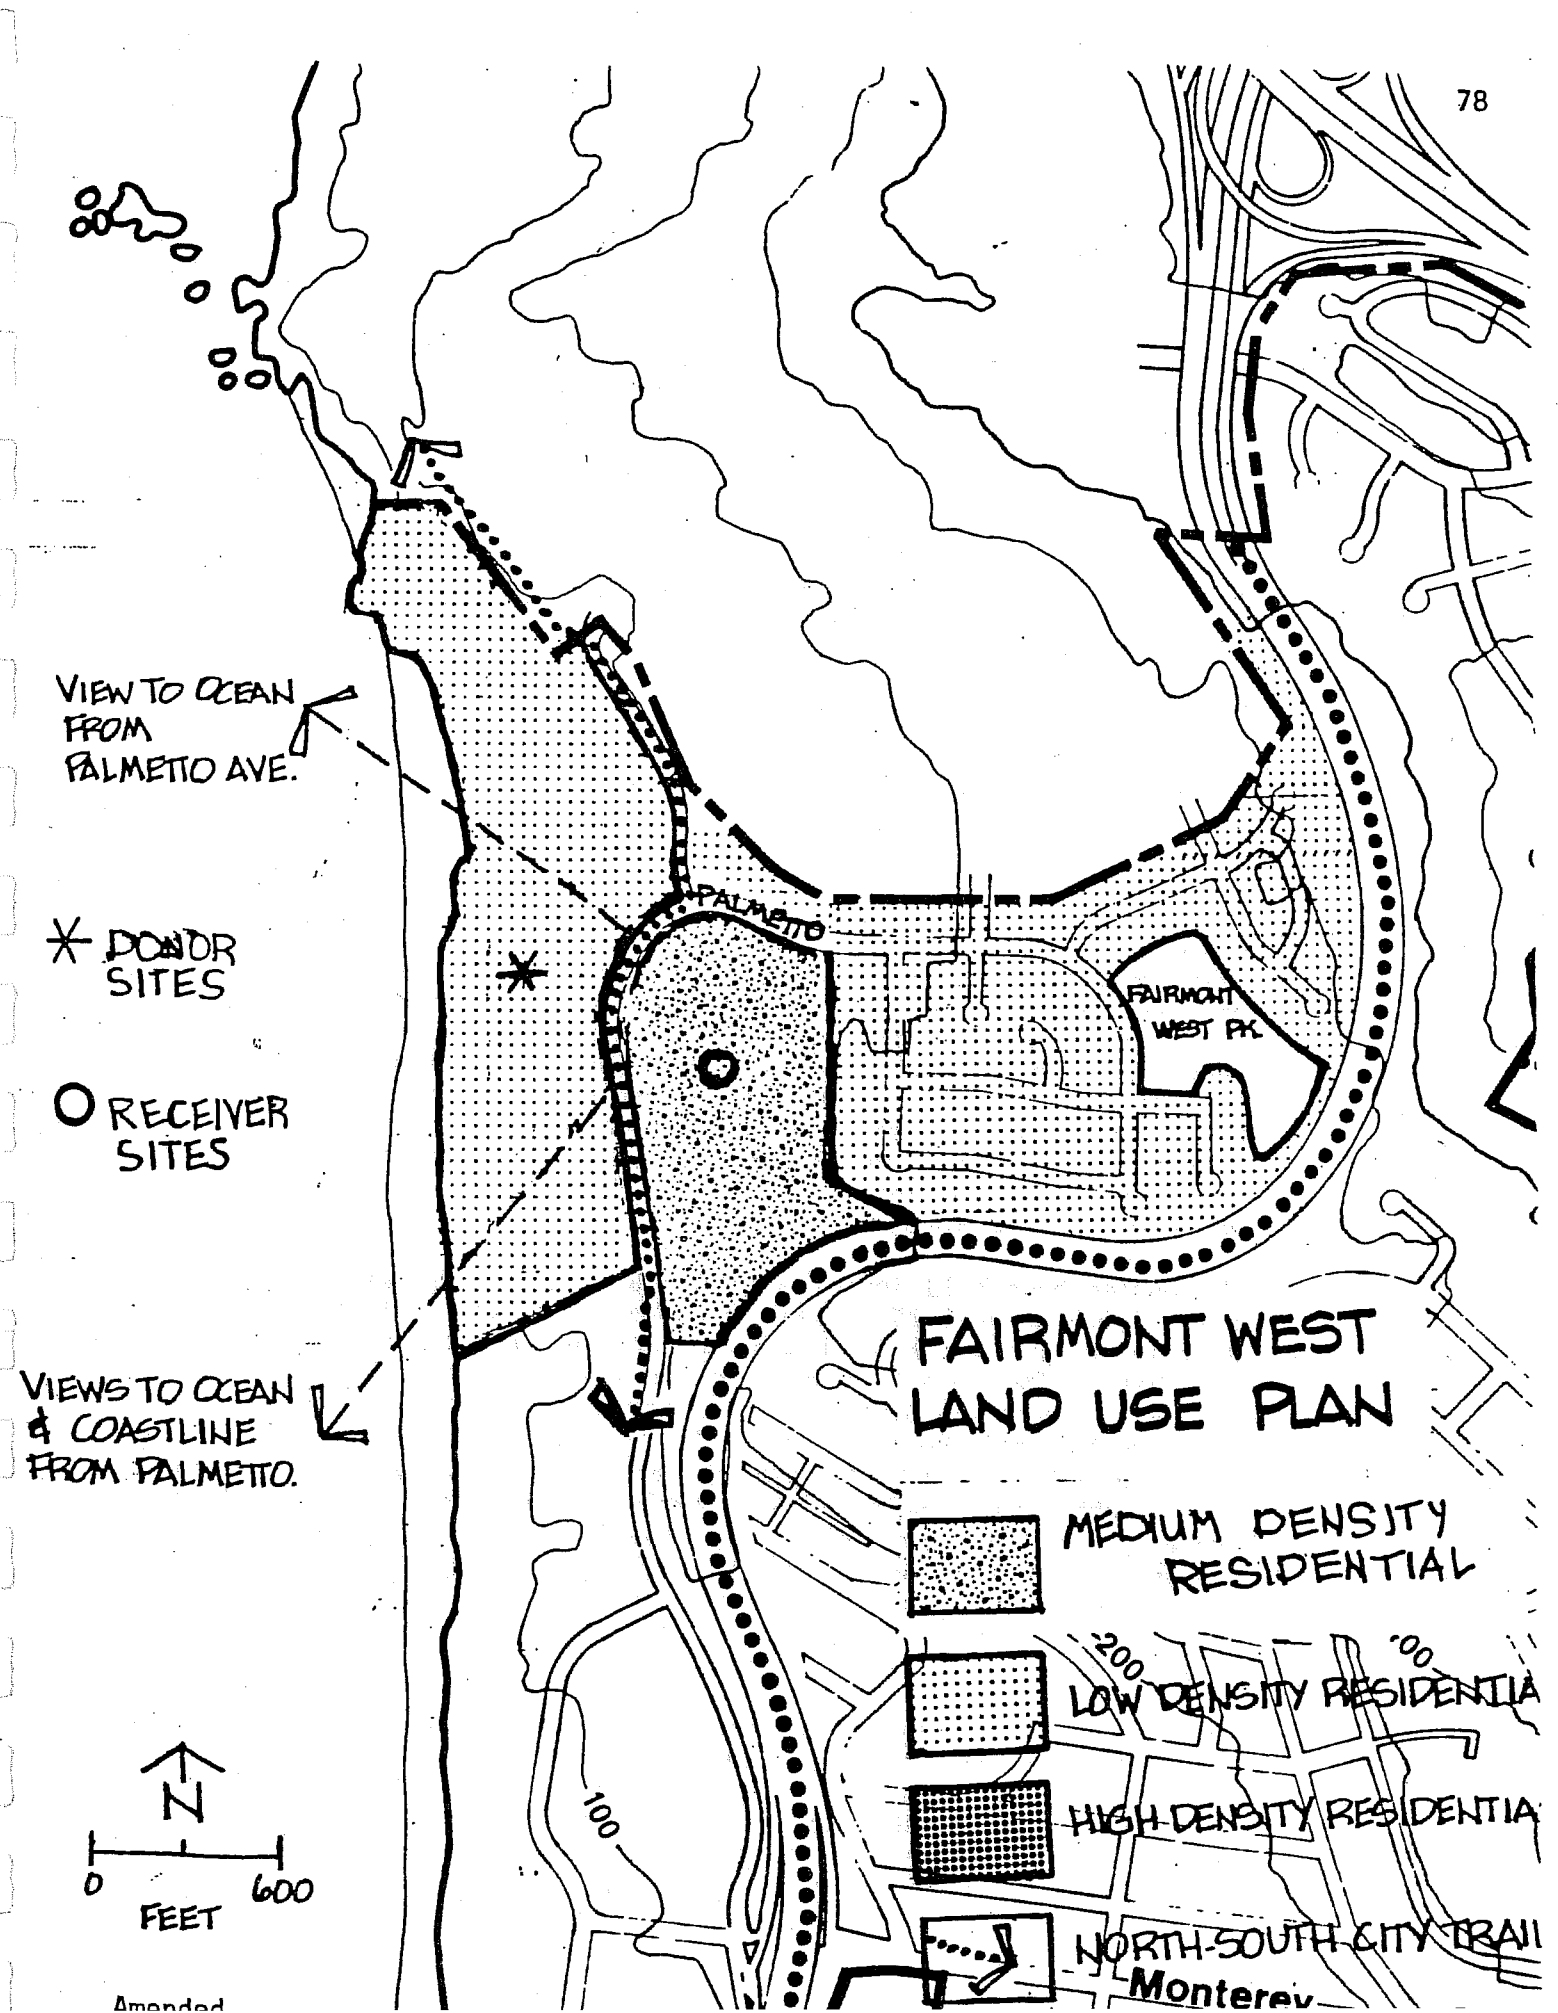 78
VIEW TO OCEAN
FROM
PALMETTO AVE.
PALMETTO
DONOR
SITES
FAIRMONT
WEST PK.
RECEIVER
SITES
FAIRMONT WEST
LAND USE PLAN
VIEWS TO OCEAN
& COASTLINE
FROM PALMETTO.
MEDIUM DENSITY
RESIDENTIAL
200
00
LOW DENSITY RESIDENTIA
100
HIGH DENSITY RESIDENTIA
N
0 600
FEET
NORTH-SOUTH CITY TRAIL
Monterey
Amended